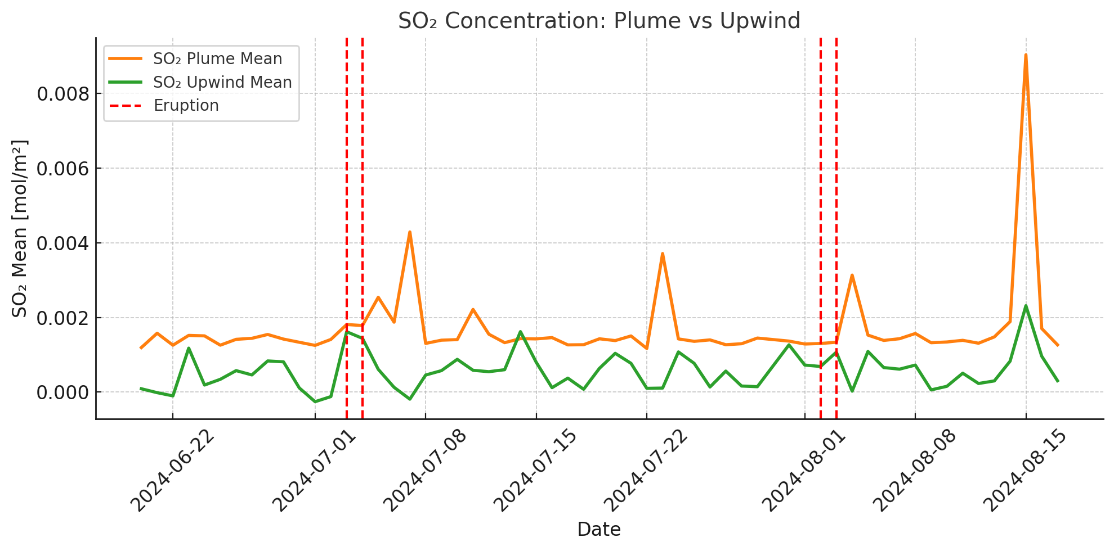 SO₂ Concentration: Plume vs Upwind
SO₂ Plume Mean
SO₂ Upwind Mean
Eruption
SO₂ Mean [mol/m²]
0.008
0.006
0.004
0.002
0.000
2024-06-22
2024-07-01
2024-07-08
2024-07-15
2024-07-22
2024-08-01
2024-08-08
2024-08-15
Date